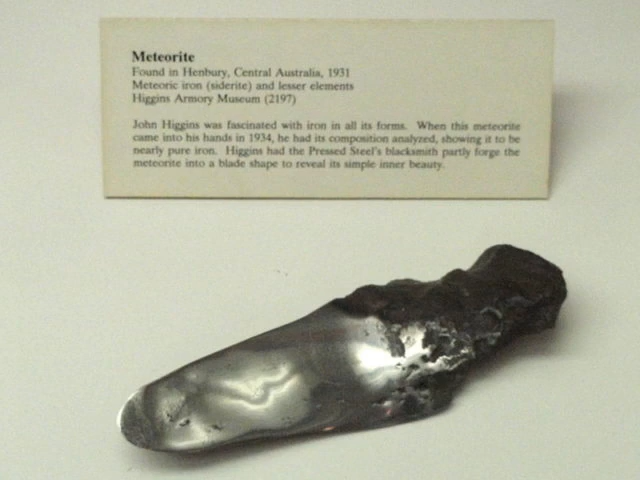 Meteorite
Found in Henbury, Central Australia, 1931
Meteoric iron (siderite) and lesser elements
Higgins Armory Museum (2197)
John Higgins was fascinated with iron in all its forms. When this meteorite
came into his hands in 1934, he had its composition analyzed, showing it to be
nearly pure iron. Higgins had the Pressed Steel's blacksmith partly forge the
meteorite into a blade shape to reveal its simple inner beauty.